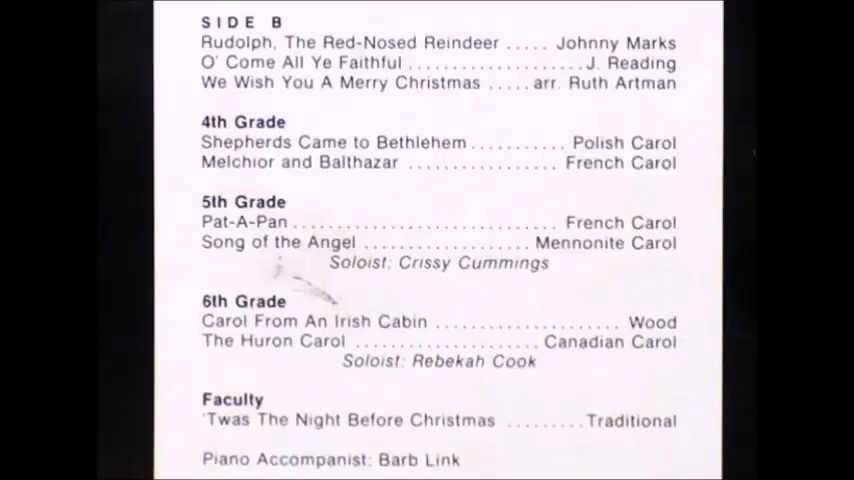 SIDE B
Rudolph, The Red-Nosed Reindeer ..... Johnny Marks
O' Come All Ye Faithful ................... J. Reading
We Wish You A Merry Christmas ..... arr. Ruth Artman
4th Grade
Shepherds Came to Bethlehem ........... Polish Carol
Melchior and Balthazar ................. French Carol
5th Grade
Pat-A-Pan .............................. French Carol
Song of the Angel ................... Mennonite Carol
Soloist: Crissy Cummings
6th Grade
Carol From An Irish Cabin ..................... Wood
The Huron Carol ..................... Canadian Carol
Soloist: Rebekah Cook
Faculty
'Twas The Night Before Christmas ......... Traditional
Piano Accompanist: Barb Link